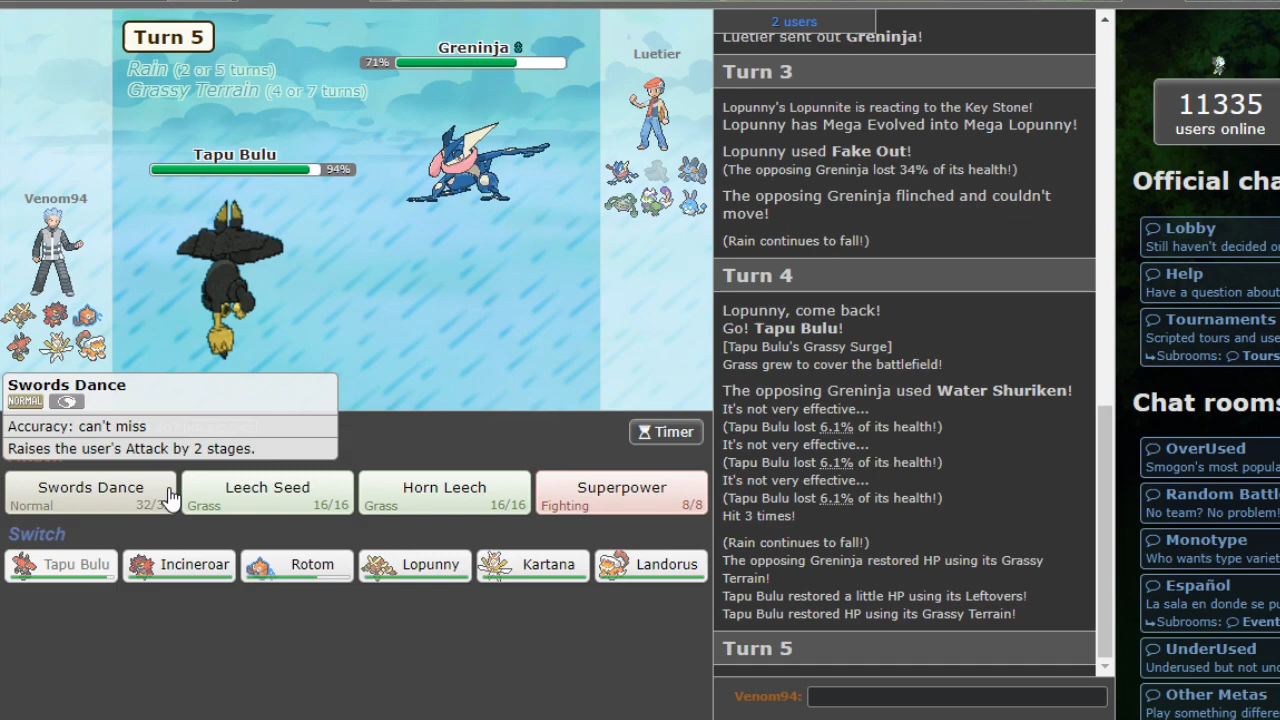 Turn 5
Rain (2 or 5 turns)
Grassy Terrain (4 or 7 turns)
Greninja
71%
Luetier
Tapu Bulu
94%
Venom94
Swords Dance
NORMAL
Accuracy: can't miss
Raises the user's Attack by 2 stages.
Timer
Swords Dance
Normal 32/3
Leech Seed
Grass 16/16
Horn Leech
Grass 16/16
Superpower
Fighting 8/8
Switch
Tapu Bulu
Incineroar
Rotom
Lopunny
Kartana
Landorus
2 users
Luetier sent out Greninja!
Turn 3
Lopunny's Lopunnite is reacting to the Key Stone!
Lopunny has Mega Evolved into Mega Lopunny!
Lopunny used Fake Out!
(The opposing Greninja lost 34% of its health!)
The opposing Greninja flinched and couldn't
move!
(Rain continues to fall!)
Turn 4
Lopunny, come back!
Go! Tapu Bulu!
[Tapu Bulu's Grassy Surge]
Grass grew to cover the battlefield!
The opposing Greninja used Water Shuriken!
It's not very effective...
(Tapu Bulu lost 6.1% of its health!)
It's not very effective...
(Tapu Bulu lost 6.1% of its health!)
It's not very effective...
(Tapu Bulu lost 6.1% of its health!)
Hit 3 times!
(Rain continues to fall!)
The opposing Greninja restored HP using its Grassy
Terrain!
Tapu Bulu restored a little HP using its Leftovers!
Tapu Bulu restored HP using its Grassy Terrain!
Turn 5
Venom94:
11335
users online
Official cha
Lobby
Still haven't decided o
Help
Have a question about
Tournaments
Scripted tours and use
↳Subrooms: Tours
Chat rooms
OverUsed
Smogon's most popula
Random Battl
No team? No problem!
Monotype
Who wants type variet
Español
La sala en donde se pu
↳Subrooms: Event
UnderUsed
Underused but not und
Other Metas
Play something differe